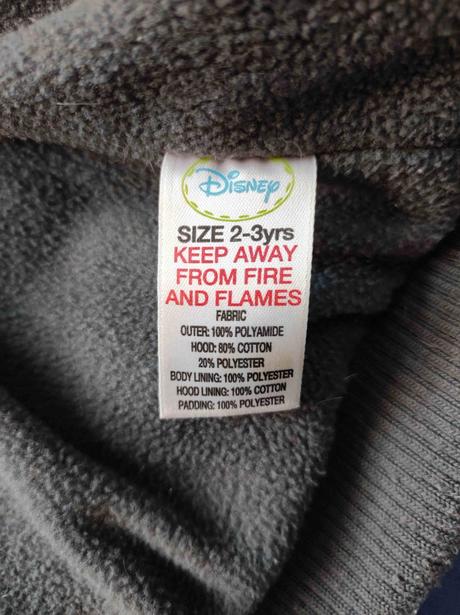 Disney
SIZE 2-3yrs
KEEP AWAY
FROM FIRE
AND FLAMES
FABRIC
OUTER: 100% POLYAMIDE
HOOD: 80% COTTON
20% POLYESTER
BODY LINING: 100% POLYESTER
HOOD LINING: 100% COTTON
PADDING: 100% POLYESTER